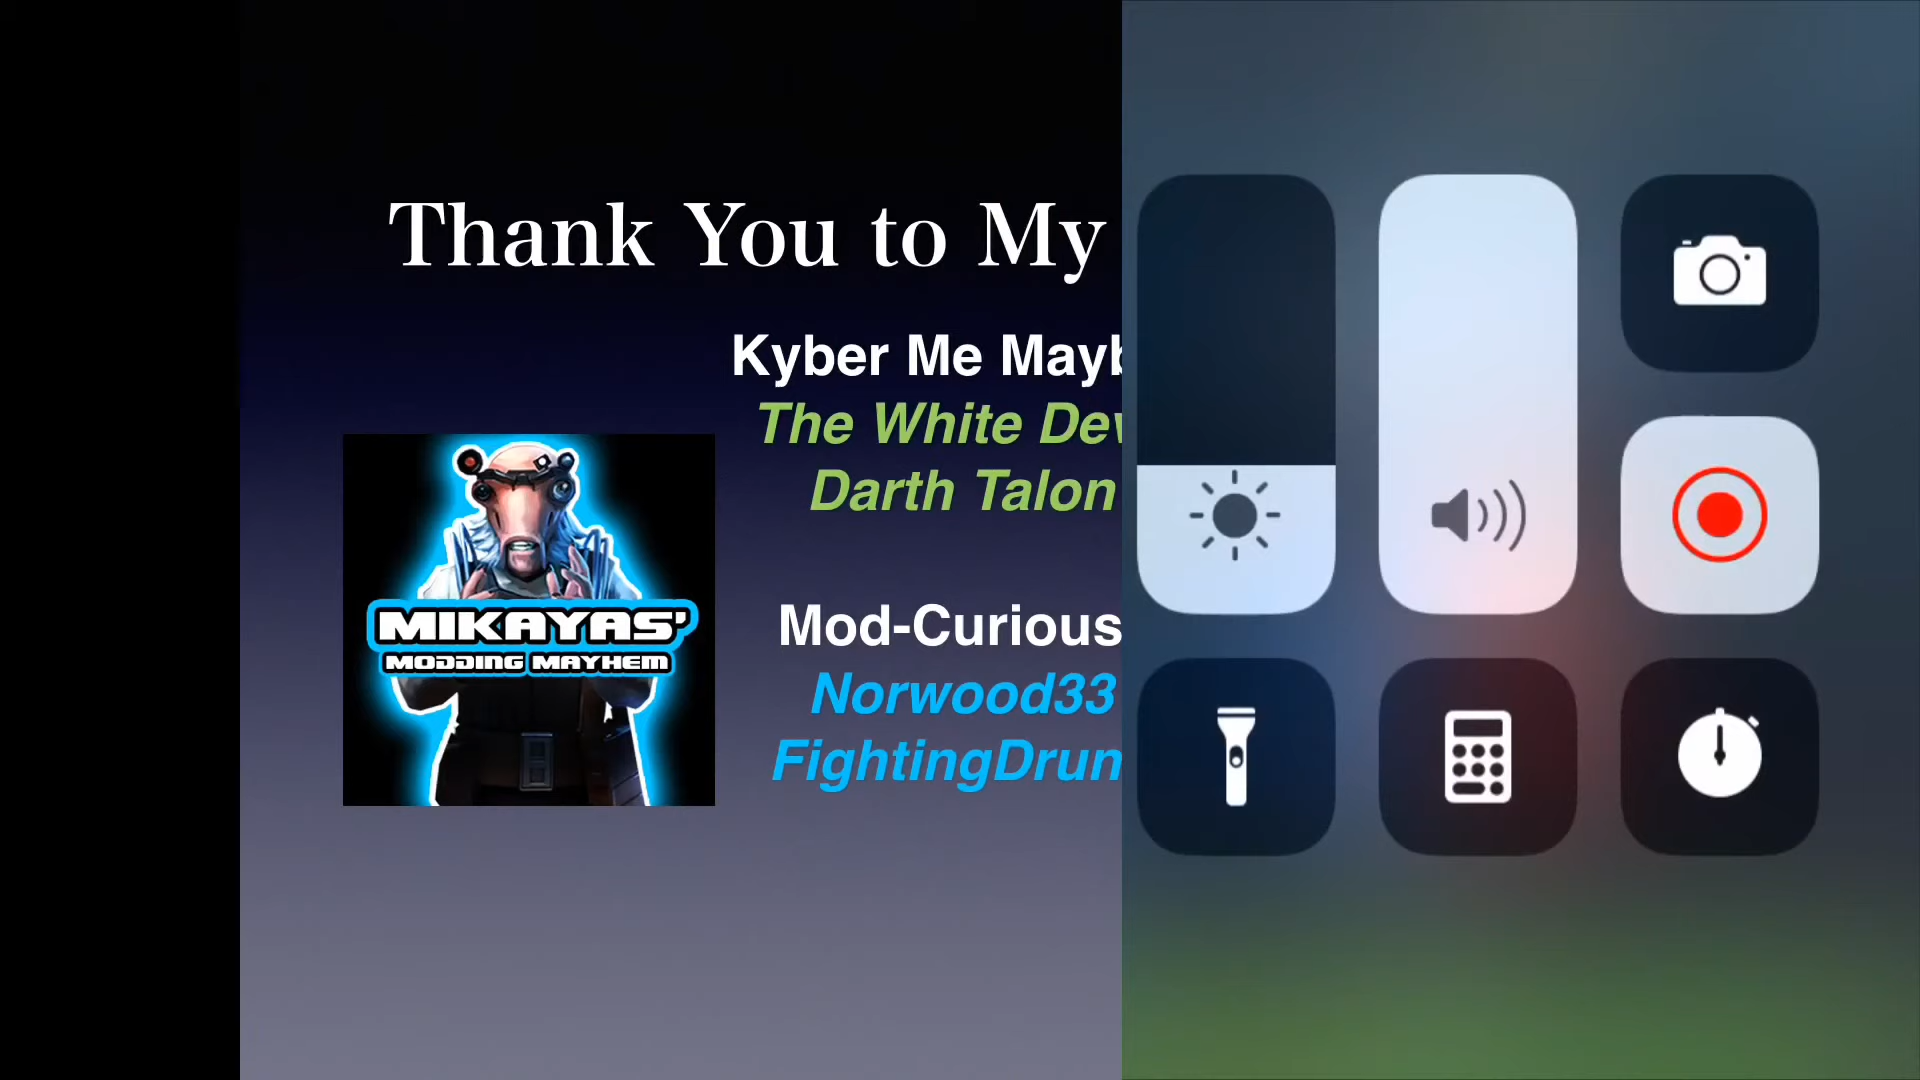 Thank You to My
Kyber Me Mayb
The White Dev
Darth Talon
MIKAYAS'
MODDING MAYHEM
Mod-Curious
Norwood33
FightingDrun